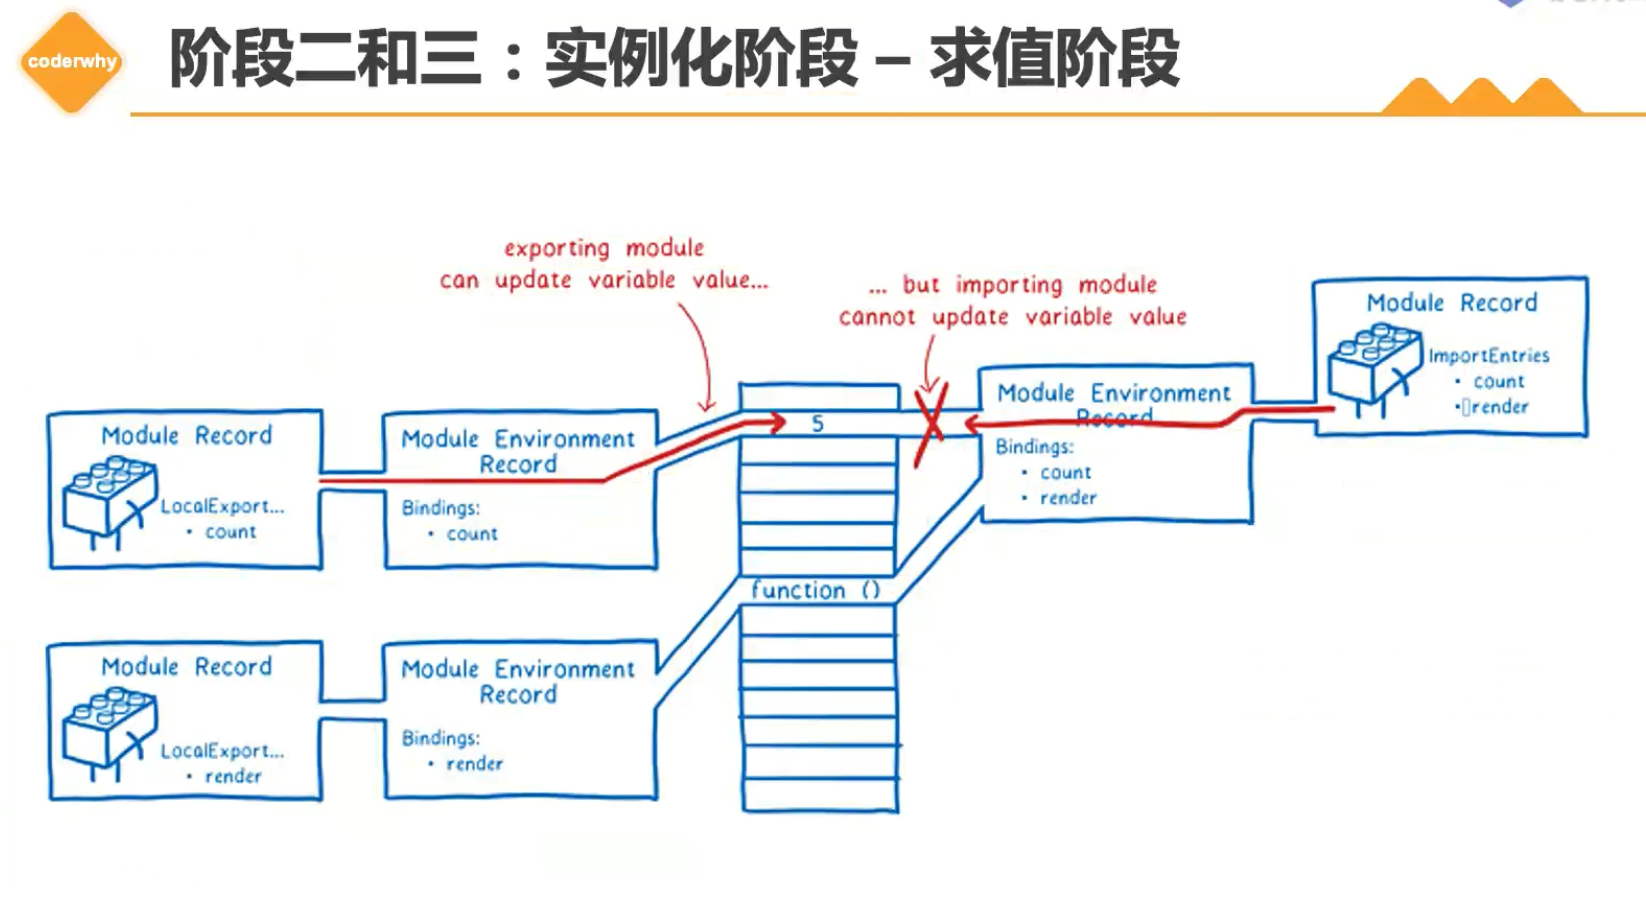 coderwhy
阶段二和三：实例化阶段 – 求值阶段
exporting module
can update variable value...
... but importing module
cannot update variable value
Module Record
ImportEntries
• count
• render
Module Environment
Record
Bindings:
• count
• render
Module Record
LocalExport...
• count
Module Environment
Record
Bindings:
• count
5
function ()
Module Record
LocalExport...
• render
Module Environment
Record
Bindings:
• render